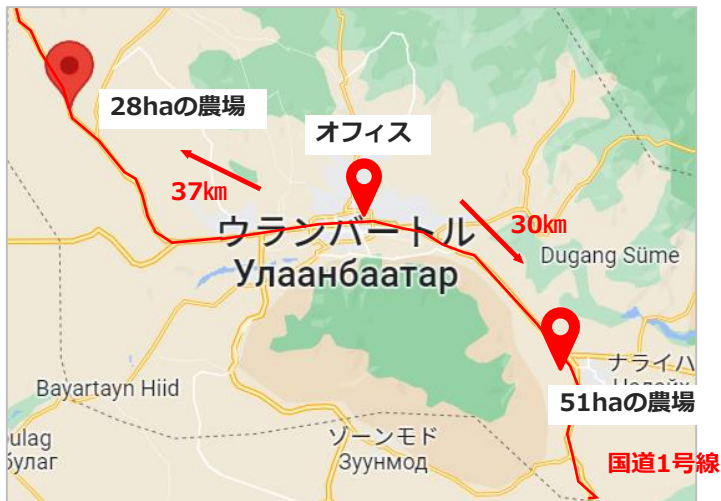 28haの農場
オフィス
37㎞
30㎞
ウランバートル
Улаанбаатар
Dugang Süme
ナライハ
Bayartayn Hiid
51haの農場
ゾーンモド
Зуунмод
国道1号線
ulag
булаг